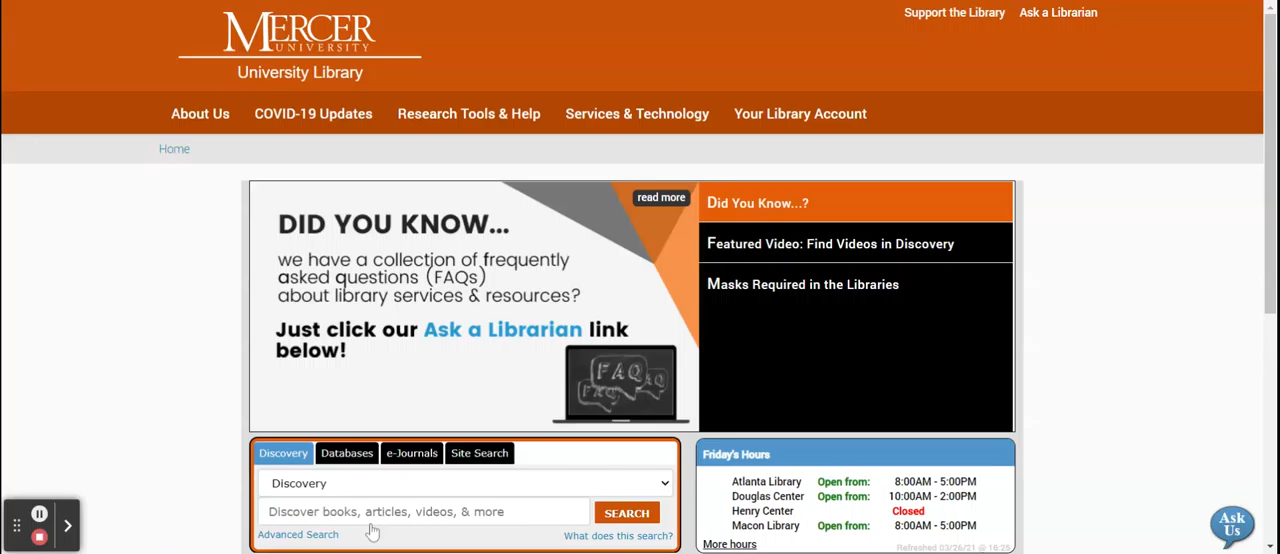 Support the Library
Ask a Librarian
MERCER
UNIVERSITY
University Library
About Us
COVID-19 Updates
Research Tools & Help
Services & Technology
Your Library Account
Home
read more
DID YOU KNOW...
we have a collection of frequently
asked questions (FAQs)
about library services & resources?
Just click our Ask a Librarian link
below!
FAQ
Did You Know...?
Featured Video: Find Videos in Discovery
Masks Required in the Libraries
Discovery
Databases
e-Journals
Site Search
Discovery
Discover books, articles, videos, & more
SEARCH
Advanced Search
What does this search?
Friday's Hours
Atlanta Library Open from: 8:00AM - 5:00PM
Douglas Center Open from: 10:00AM - 2:00PM
Henry Center Closed
Macon Library Open from: 8:00AM - 5:00PM
More hours
Refreshed 03/26/21 @ 16:25
Ask
Us